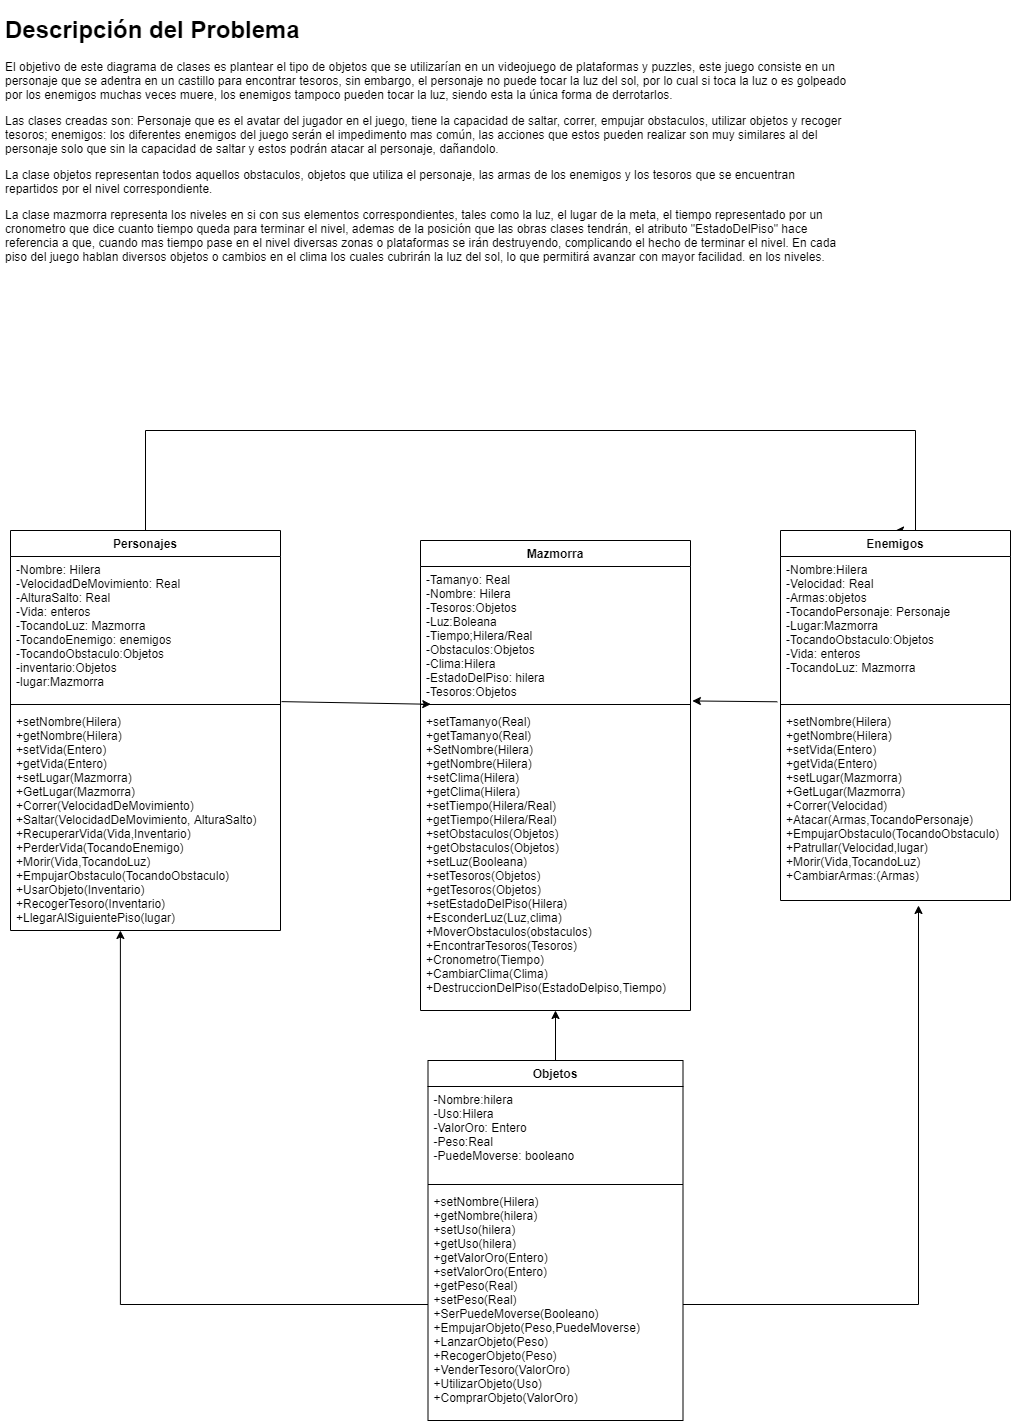 Descripción del Problema
El objetivo de este diagrama de clases es plantear el tipo de objetos que se utilizarían en un videojuego de plataformas y puzzles, este juego consiste en un
personaje que se adentra en un castillo para encontrar tesoros, sin embargo, el personaje no puede tocar la luz del sol, por lo cual si toca la luz o es golpeado
por los enemigos muchas veces muere, los enemigos tampoco pueden tocar la luz, siendo esta la única forma de derrotarlos.
Las clases creadas son: Personaje que es el avatar del jugador en el juego, tiene la capacidad de saltar, correr, empujar obstaculos, utilizar objetos y recoger
tesoros; enemigos: los diferentes enemigos del juego serán el impedimento mas común, las acciones que estos pueden realizar son muy similares al del
personaje solo que sin la capacidad de saltar y estos podrán atacar al personaje, dañandolo.
La clase objetos representan todos aquellos obstaculos, objetos que utiliza el personaje, las armas de los enemigos y los tesoros que se encuentran
repartidos por el nivel correspondiente.
La clase mazmorra representa los niveles en si con sus elementos correspondientes, tales como la luz, el lugar de la meta, el tiempo representado por un
cronometro que dice cuanto tiempo queda para terminar el nivel, ademas de la posición que las obras clases tendrán, el atributo "EstadoDelPiso" hace
referencia a que, cuando mas tiempo pase en el nivel diversas zonas o plataformas se irán destruyendo, complicando el hecho de terminar el nivel. En cada
piso del juego hablan diversos objetos o cambios en el clima los cuales cubrirán la luz del sol, lo que permitirá avanzar con mayor facilidad. en los niveles.
Personajes
-Nombre: Hilera
-VelocidadDeMovimiento: Real
-AlturaSalto: Real
-Vida: enteros
-TocandoLuz: Mazmorra
-TocandoEnemigo: enemigos
-TocandoObstaculo:Objetos
-inventario:Objetos
-lugar:Mazmorra
+setNombre(Hilera)
+getNombre(Hilera)
+setVida(Entero)
+getVida(Entero)
+setLugar(Mazmorra)
+GetLugar(Mazmorra)
+Correr(VelocidadDeMovimiento)
+Saltar(VelocidadDeMovimiento, AlturaSalto)
+RecuperarVida(Vida,Inventario)
+PerderVida(TocandoEnemigo)
+Morir(Vida,TocandoLuz)
+EmpujarObstaculo(TocandoObstaculo)
+UsarObjeto(Inventario)
+RecogerTesoro(Inventario)
+LlegarAlSiguientePiso(lugar)
Mazmorra
-Tamanyo: Real
-Nombre: Hilera
-Tesoros:Objetos
-Luz:Boleana
-Tiempo;Hilera/Real
-Obstaculos:Objetos
-Clima:Hilera
-EstadoDelPiso: hilera
-Tesoros:Objetos
+setTamanyo(Real)
+getTamanyo(Real)
+SetNombre(Hilera)
+getNombre(Hilera)
+setClima(Hilera)
+getClima(Hilera)
+setTiempo(Hilera/Real)
+getTiempo(Hilera/Real)
+setObstaculos(Objetos)
+getObstaculos(Objetos)
+setLuz(Booleana)
+setTesoros(Objetos)
+getTesoros(Objetos)
+setEstadoDelPiso(Hilera)
+EsconderLuz(Luz,clima)
+MoverObstaculos(obstaculos)
+EncontrarTesoros(Tesoros)
+Cronometro(Tiempo)
+CambiarClima(Clima)
+DestruccionDelPiso(EstadoDelpiso,Tiempo)
Enemigos
-Nombre:Hilera
-Velocidad: Real
-Armas:objetos
-TocandoPersonaje: Personaje
-Lugar:Mazmorra
-TocandoObstaculo:Objetos
-Vida: enteros
-TocandoLuz: Mazmorra
+setNombre(Hilera)
+getNombre(Hilera)
+setVida(Entero)
+getVida(Entero)
+setLugar(Mazmorra)
+GetLugar(Mazmorra)
+Correr(Velocidad)
+Atacar(Armas,TocandoPersonaje)
+EmpujarObstaculo(TocandoObstaculo)
+Patrullar(Velocidad,lugar)
+Morir(Vida,TocandoLuz)
+CambiarArmas:(Armas)
Objetos
-Nombre:hilera
-Uso:Hilera
-ValorOro: Entero
-Peso:Real
-PuedeMoverse: booleano
+setNombre(Hilera)
+getNombre(hilera)
+setUso(hilera)
+getUso(hilera)
+getValorOro(Entero)
+setValorOro(Entero)
+getPeso(Real)
+setPeso(Real)
+SerPuedeMoverse(Booleano)
+EmpujarObjeto(Peso,PuedeMoverse)
+LanzarObjeto(Peso)
+RecogerObjeto(Peso)
+VenderTesoro(ValorOro)
+UtilizarObjeto(Uso)
+ComprarObjeto(ValorOro)